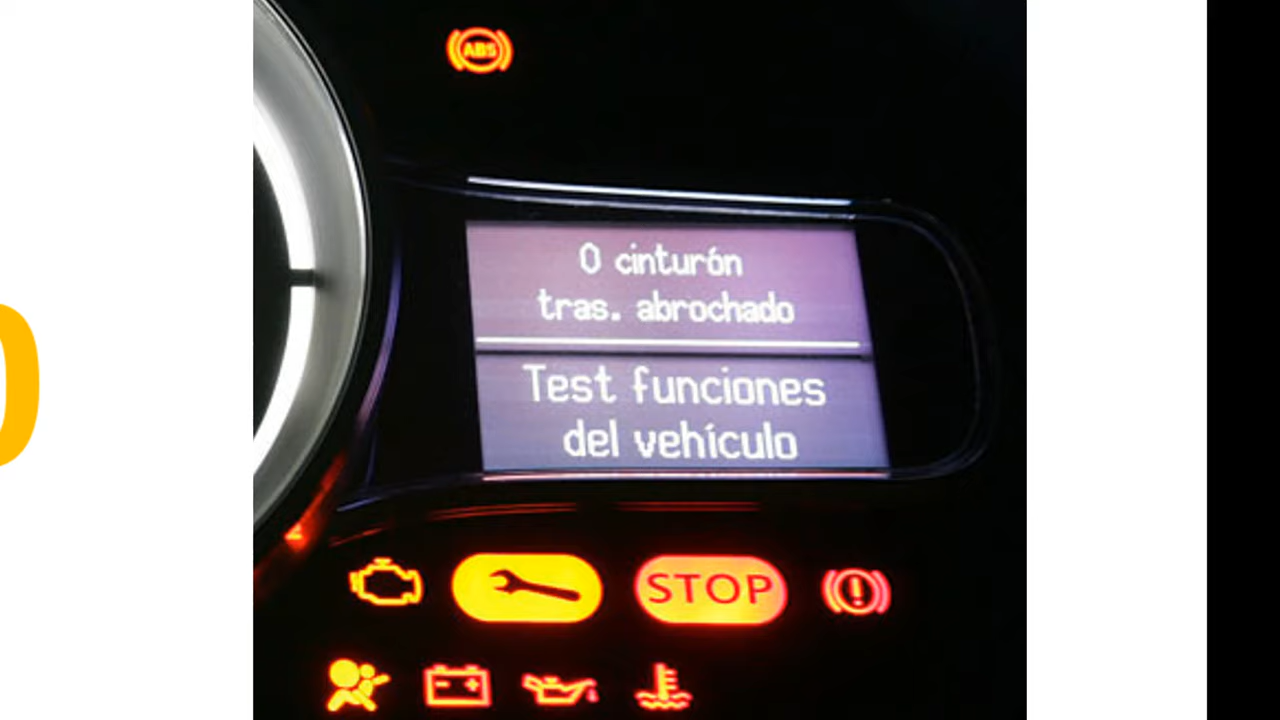 ABS
0 cinturón
tras. abrochado
Test funciones
del vehículo
STOP